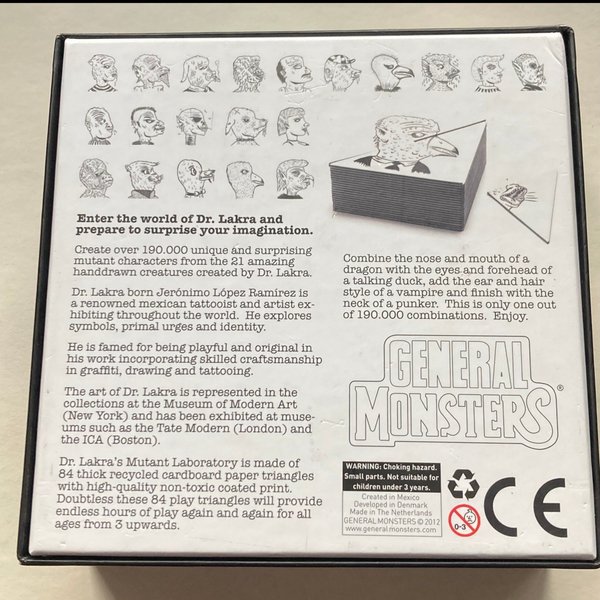 Enter the world of Dr. Lakra and
prepare to surprise your imagination.
Create over 190.000 unique and surprising
mutant characters from the 21 amazing
handdrawn creatures created by Dr. Lakra.
Dr. Lakra born Jerónimo López Ramírez is
a renowned mexican tattooist and artist ex-
hibiting throughout the world. He explores
symbols, primal urges and identity.
He is famed for being playful and original in
his work incorporating skilled craftsmanship
in graffiti, drawing and tattooing.
The art of Dr. Lakra is represented in the
collections at the Museum of Modern Art
(New York) and has been exhibited at muse-
ums such as the Tate Modern (London) and
the ICA (Boston).
Dr. Lakra's Mutant Laboratory is made of
84 thick recycled cardboard paper triangles
with high-quality non-toxic coated print.
Doubtless these 84 play triangles will provide
endless hours of play again and again for all
ages from 3 upwards.
Combine the nose and mouth of a
dragon with the eyes and forehead of
a talking duck, add the ear and hair
style of a vampire and finish with the
neck of a punker. This is only one out
of 190.000 combinations. Enjoy.
GENERAL
MONSTERS®
WARNING: Choking hazard.
Small parts. Not suitable for
children under 3 years.
Created in Mexico
Developed in Denmark
Made in The Netherlands
GENERAL MONSTERS © 2012
www.generalmonsters.com
0-3
CE